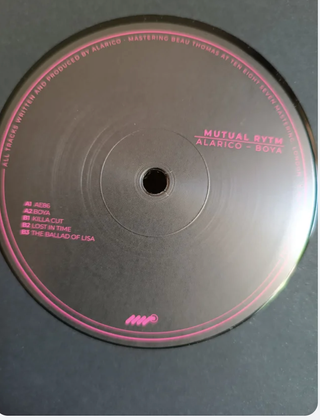 ALL TRACKS WRITTEN AND PRODUCED BY ALARICO - MASTERING BEAU THOMAS AT TEN EIGHT SEVEN MASTERING
MUTUAL RYTM
ALARICO - BOYA
A1
A2 BOYA
B1 KILLA CUT
B2 LOST IN TIME
B3 THE BALLAD OF LISA